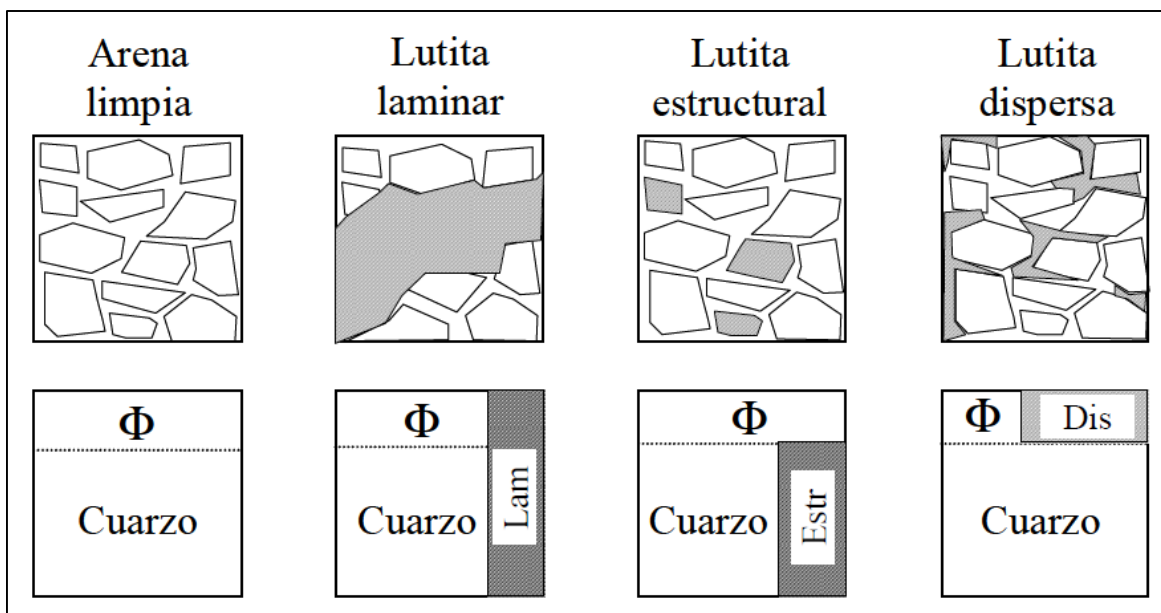 Arena
limpia
Lutita
laminar
Lutita
estructural
Lutita
dispersa
Φ
Cuarzo
Φ
Cuarzo
Lam
Φ
Cuarzo
Estr
Φ
Dis
Cuarzo